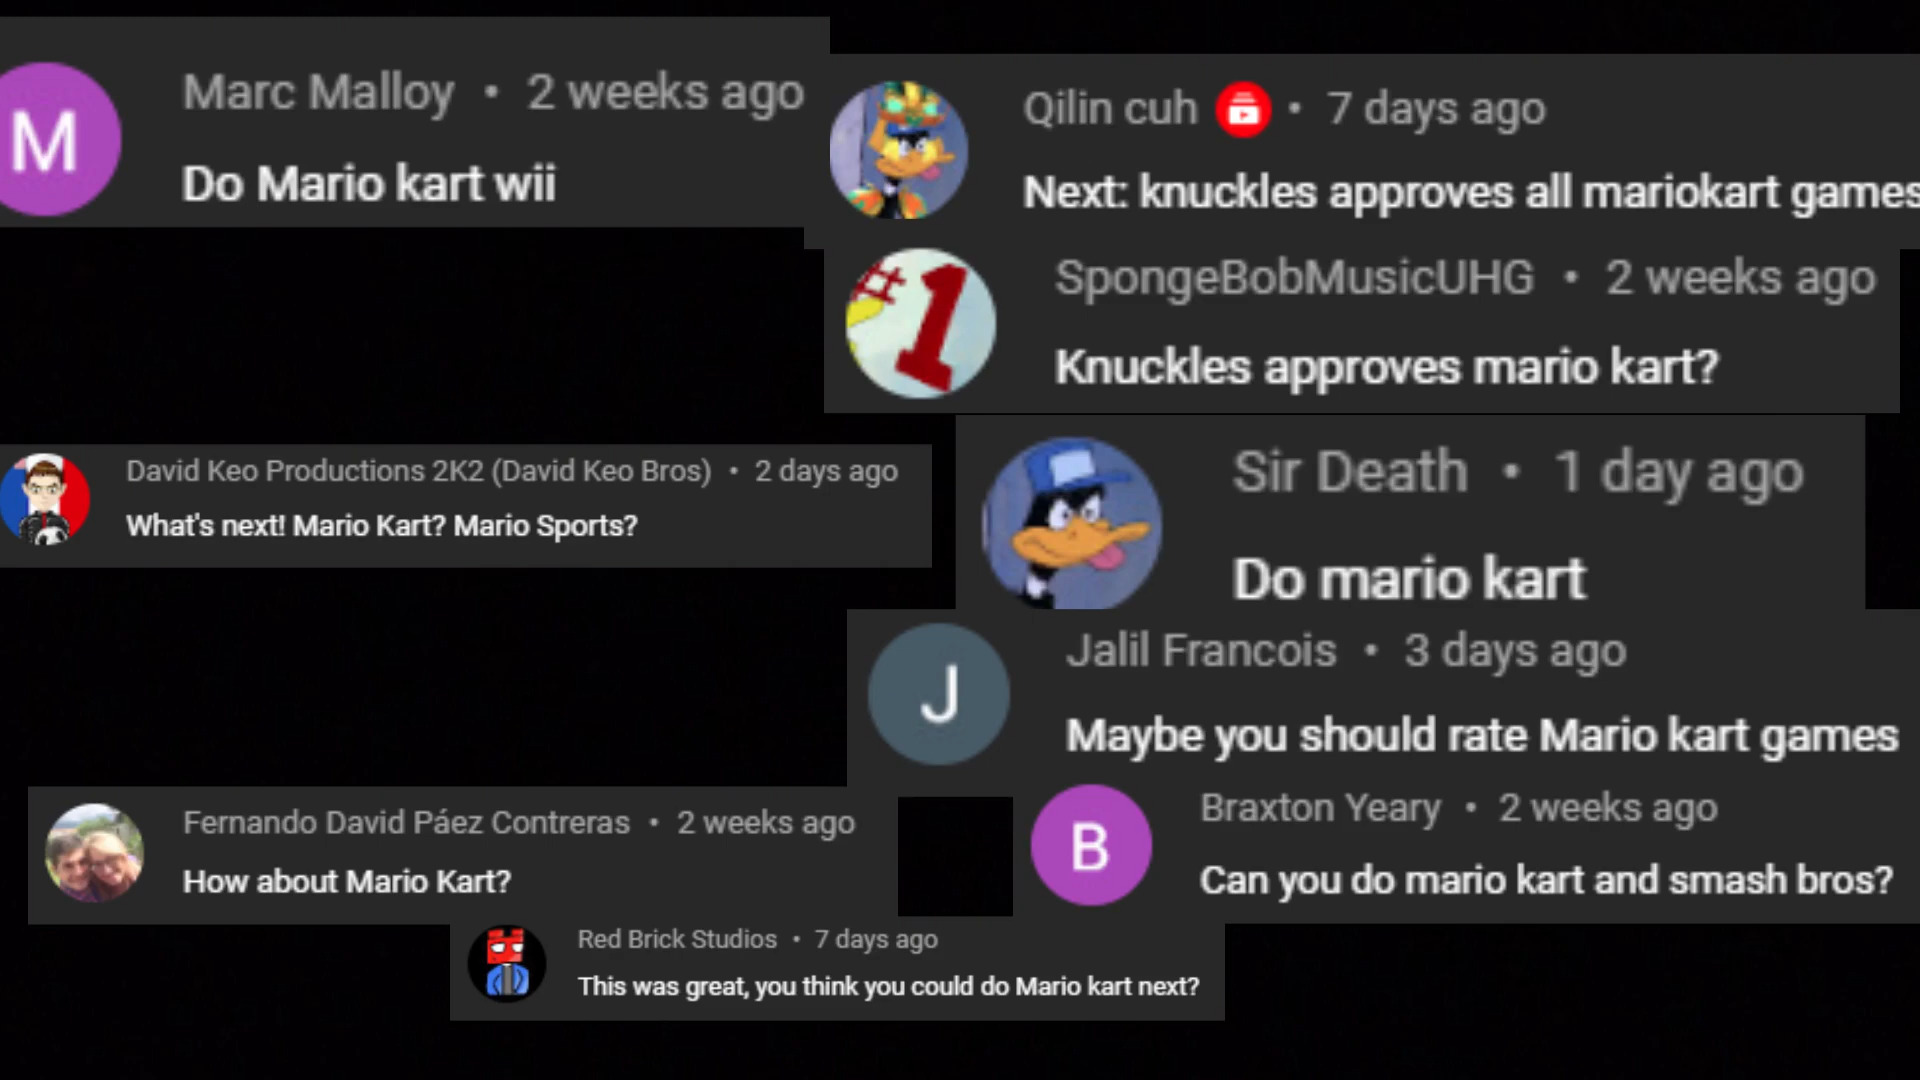 M
Marc Malloy • 2 weeks ago
Do Mario kart wii
Qilin cuh • 7 days ago
Next: knuckles approves all mariokart games
#1
SpongeBobMusicUHG • 2 weeks ago
Knuckles approves mario kart?
David Keo Productions 2K2 (David Keo Bros) • 2 days ago
What's next! Mario Kart? Mario Sports?
Sir Death • 1 day ago
Do mario kart
J
Jalil Francois • 3 days ago
Maybe you should rate Mario kart games
Fernando David Páez Contreras • 2 weeks ago
How about Mario Kart?
B
Braxton Yeary • 2 weeks ago
Can you do mario kart and smash bros?
Red Brick Studios • 7 days ago
This was great, you think you could do Mario kart next?